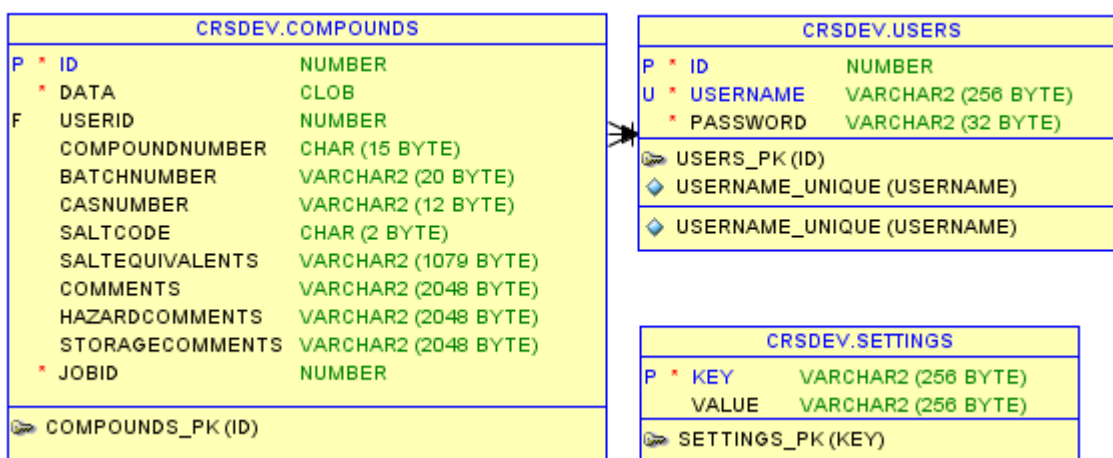 CRSDEV.COMPOUNDS
P * ID NUMBER
* DATA CLOB
F USERID NUMBER
COMPOUNDNUMBER CHAR (15 BYTE)
BATCHNUMBER VARCHAR2 (20 BYTE)
CASNUMBER VARCHAR2 (12 BYTE)
SALTCODE CHAR (2 BYTE)
SALTEQUIVALENTS VARCHAR2 (1079 BYTE)
COMMENTS VARCHAR2 (2048 BYTE)
HAZARDCOMMENTS VARCHAR2 (2048 BYTE)
STORAGECOMMENTS VARCHAR2 (2048 BYTE)
* JOBID NUMBER
COMPOUNDS_PK (ID)
CRSDEV.USERS
P * ID NUMBER
U * USERNAME VARCHAR2 (256 BYTE)
* PASSWORD VARCHAR2 (32 BYTE)
USERS_PK (ID)
USERNAME_UNIQUE (USERNAME)
USERNAME_UNIQUE (USERNAME)
CRSDEV.SETTINGS
P * KEY VARCHAR2 (256 BYTE)
VALUE VARCHAR2 (256 BYTE)
SETTINGS_PK (KEY)